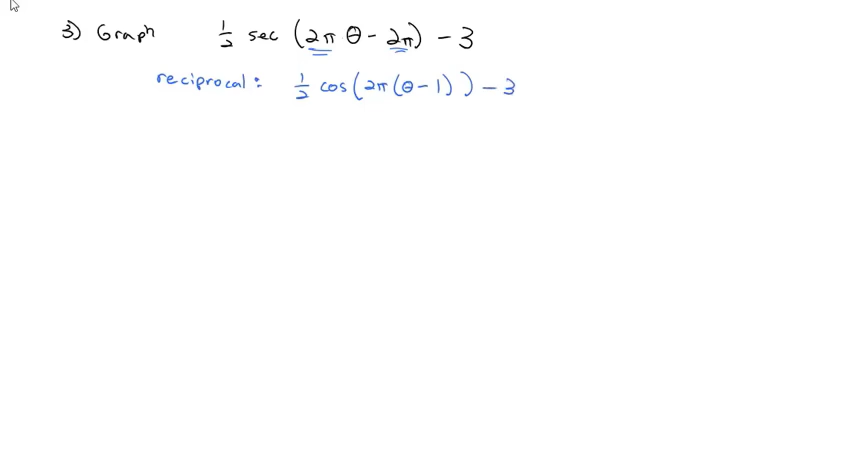 3) Graph ½ sec (2π θ - 2π) - 3
reciprocal: ½ cos(2π(θ - 1)) - 3